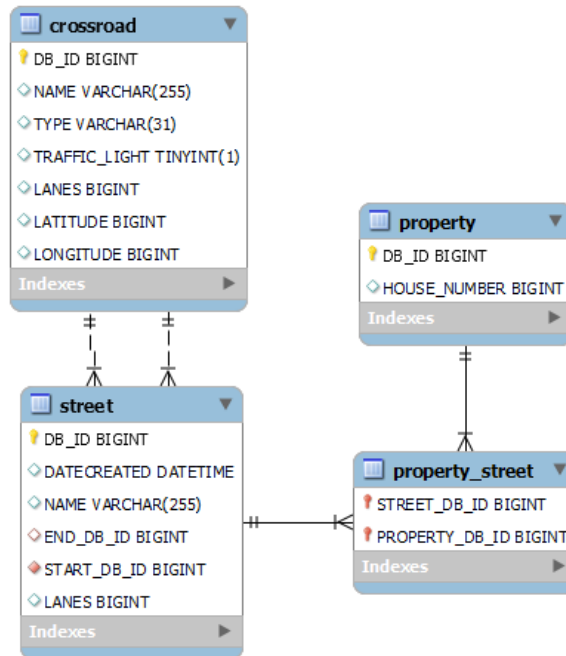 crossroad
DB_ID BIGINT
NAME VARCHAR(255)
TYPE VARCHAR(31)
TRAFFIC_LIGHT TINYINT(1)
LANES BIGINT
LATITUDE BIGINT
LONGITUDE BIGINT
Indexes
property
DB_ID BIGINT
HOUSE_NUMBER BIGINT
Indexes
street
DB_ID BIGINT
DATECREATED DATETIME
NAME VARCHAR(255)
END_DB_ID BIGINT
START_DB_ID BIGINT
LANES BIGINT
Indexes
property_street
STREET_DB_ID BIGINT
PROPERTY_DB_ID BIGINT
Indexes